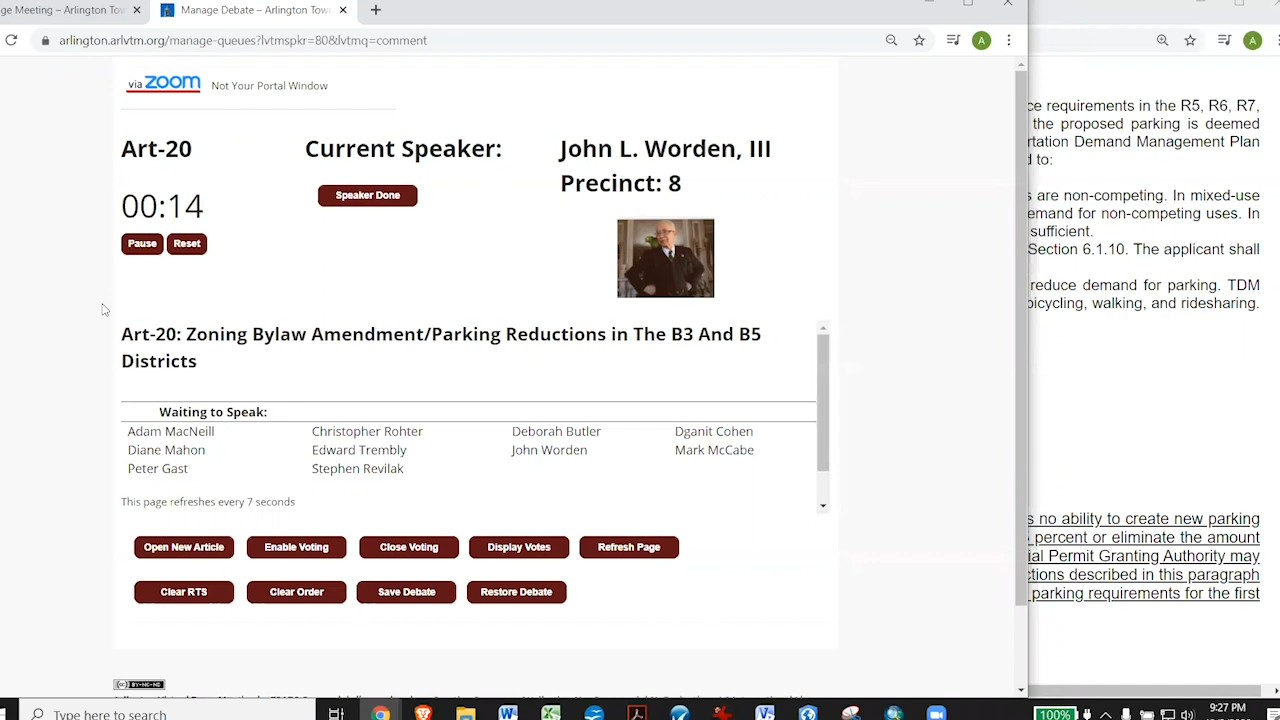 ge Meeting – Arlington Tow
Manage Debate – Arlington Town
arlington.arlvtm.org/manage-queues?lvtmspkr=80&lvtmq=comment
A
A
via zoom Not Your Portal Window
Art-20
Current Speaker:
John L. Worden, III
Precinct: 8
00:14
Speaker Done
Pause
Reset
Art-20: Zoning Bylaw Amendment/Parking Reductions in The B3 And B5
Districts
Waiting to Speak:
Adam MacNeill Christopher Rohter Deborah Butler Dganit Cohen
Diane Mahon Edward Trembly John Worden Mark McCabe
Peter Gast Stephen Revilak
This page refreshes every 7 seconds
Open New Article Enable Voting Close Voting Display Votes Refresh Page
Clear RTS Clear Order Save Debate Restore Debate
BY-NC-ND
ce requirements in the R5, R6, R7,
the proposed parking is deemed
rtation Demand Management Plan
d to:
s are non-competing. In mixed-use
emand for non-competing uses. In
sufficient.
Section 6.1.10. The applicant shall
reduce demand for parking. TDM
bicycling, walking, and ridesharing.
s no ability to create new parking
percent or eliminate the amount
ial Permit Granting Authority may
ctions described in this paragraph
parking requirements for the first
Type here to search
100%
9:27 PM